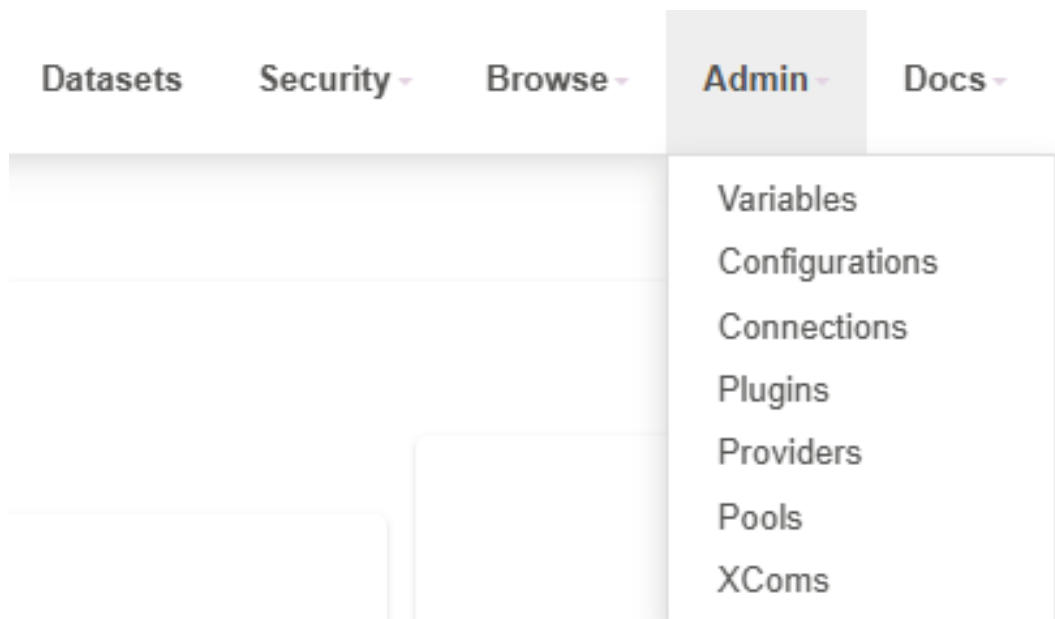 Datasets Security Browse Admin Docs
Variables
Configurations
Connections
Plugins
Providers
Pools
XComs